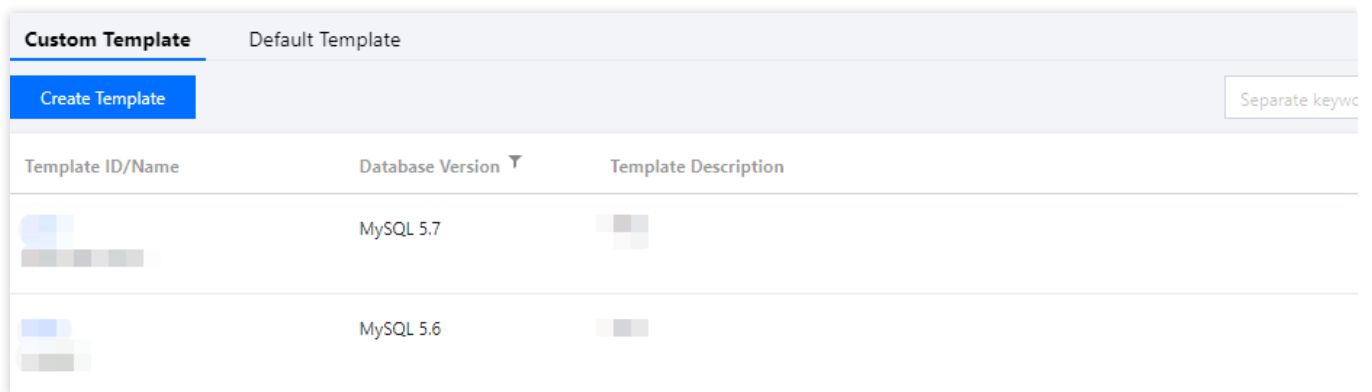 Custom Template Default Template
Create Template Separate keywo
Template ID/Name Database Version Template Description
MySQL 5.7
MySQL 5.6